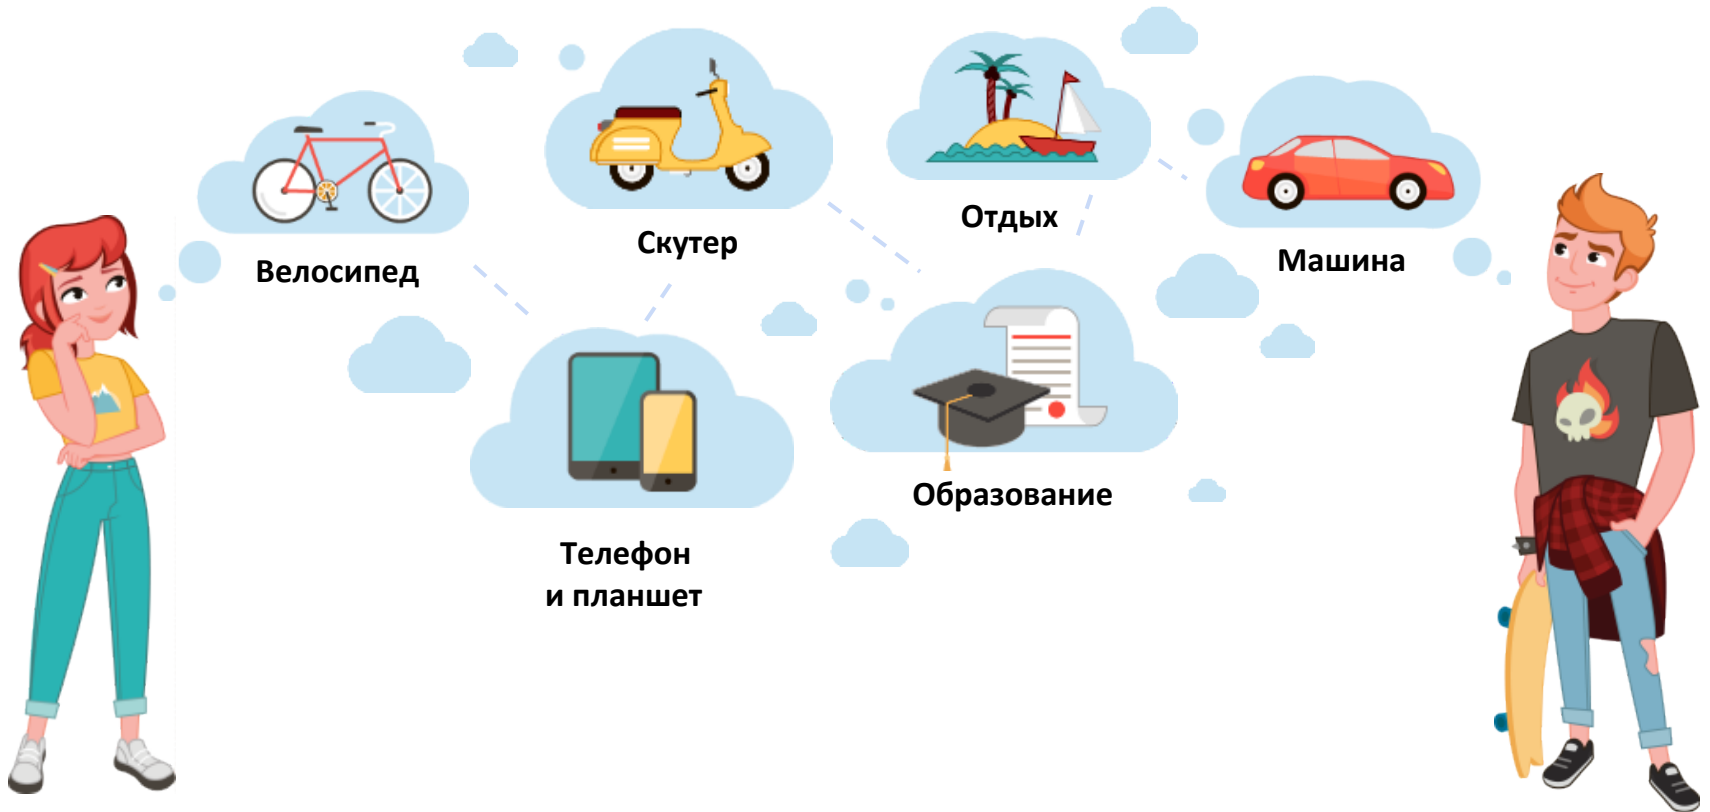 Велосипед
Скутер
Отдых
Машина
Телефон
и планшет
Образование